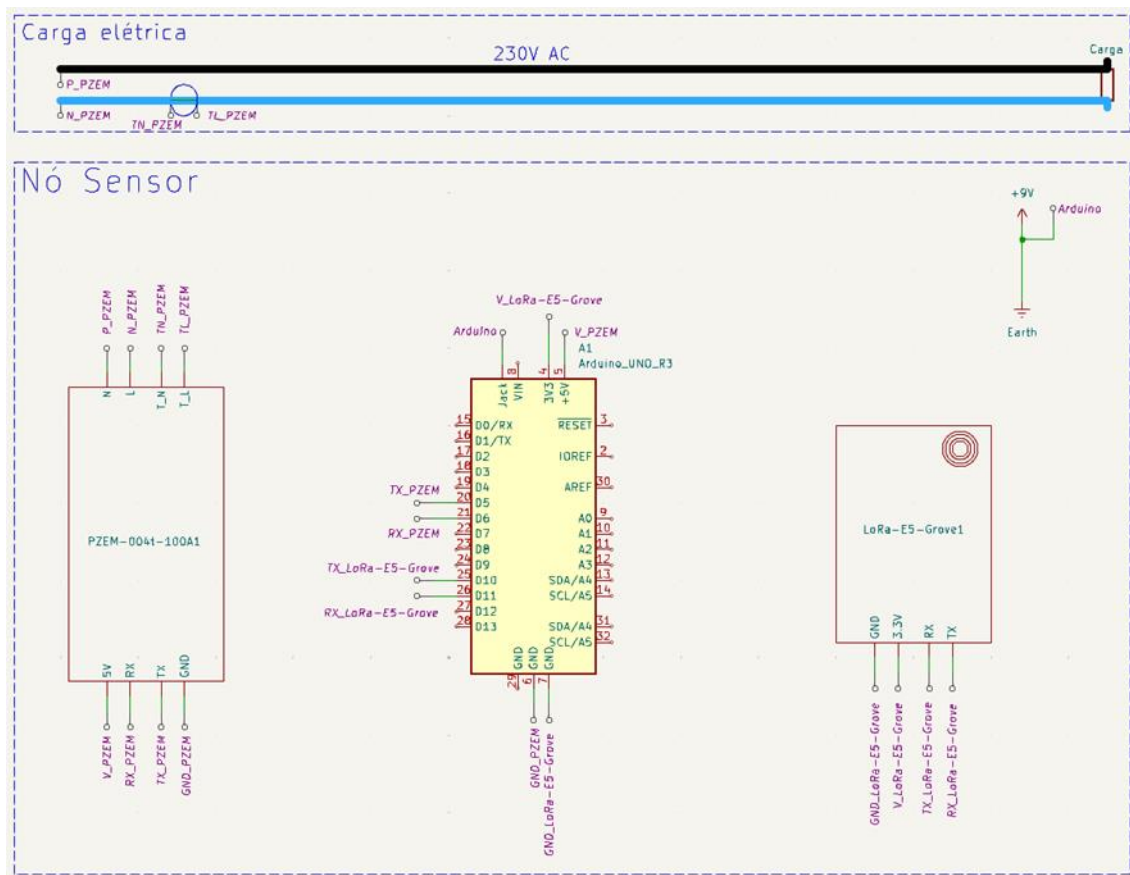 Carga elétrica
230V AC
Carga
P_PZEM
N_PZEM
TN_PZEM
TL_PZEM
Nó Sensor
+9V
Arduino
Earth
P_PZEM
N_PZEM
TN_PZEM
TL_PZEM
N
L
T_N
T_L
PZEM-004t-100A1
5V
RX
TX
GND
V_PZEM
RX_PZEM
TX_PZEM
GND_PZEM
V_LoRa-E5-Grove
Arduino
V_PZEM
A1
Arduino_UNO_R3
8
4
5
Jack
VIN
3V3
+5V
15 D0/RX
RESET 3
16 D1/TX
17 D2
IOREF 2
18 D3
19 D4
AREF 30
TX_PZEM
20 D5
21 D6
A0 9
RX_PZEM
22 D7
A1 10
23 D8
A2 11
24 D9
A3 12
TX_LoRa-E5-Grove
25 D10
SDA/A4 13
26 D11
SCL/A5 14
RX_LoRa-E5-Grove
27 D12
28 D13
SDA/A4 31
SCL/A5 32
GND
GND
GND
29
6
7
GND_PZEM
GND_LoRa-E5-Grove
LoRa-E5-Grove1
GND
3.3V
RX
TX
GND_LoRa-E5-Grove
V_LoRa-E5-Grove
TX_LoRa-E5-Grove
RX_LoRa-E5-Grove